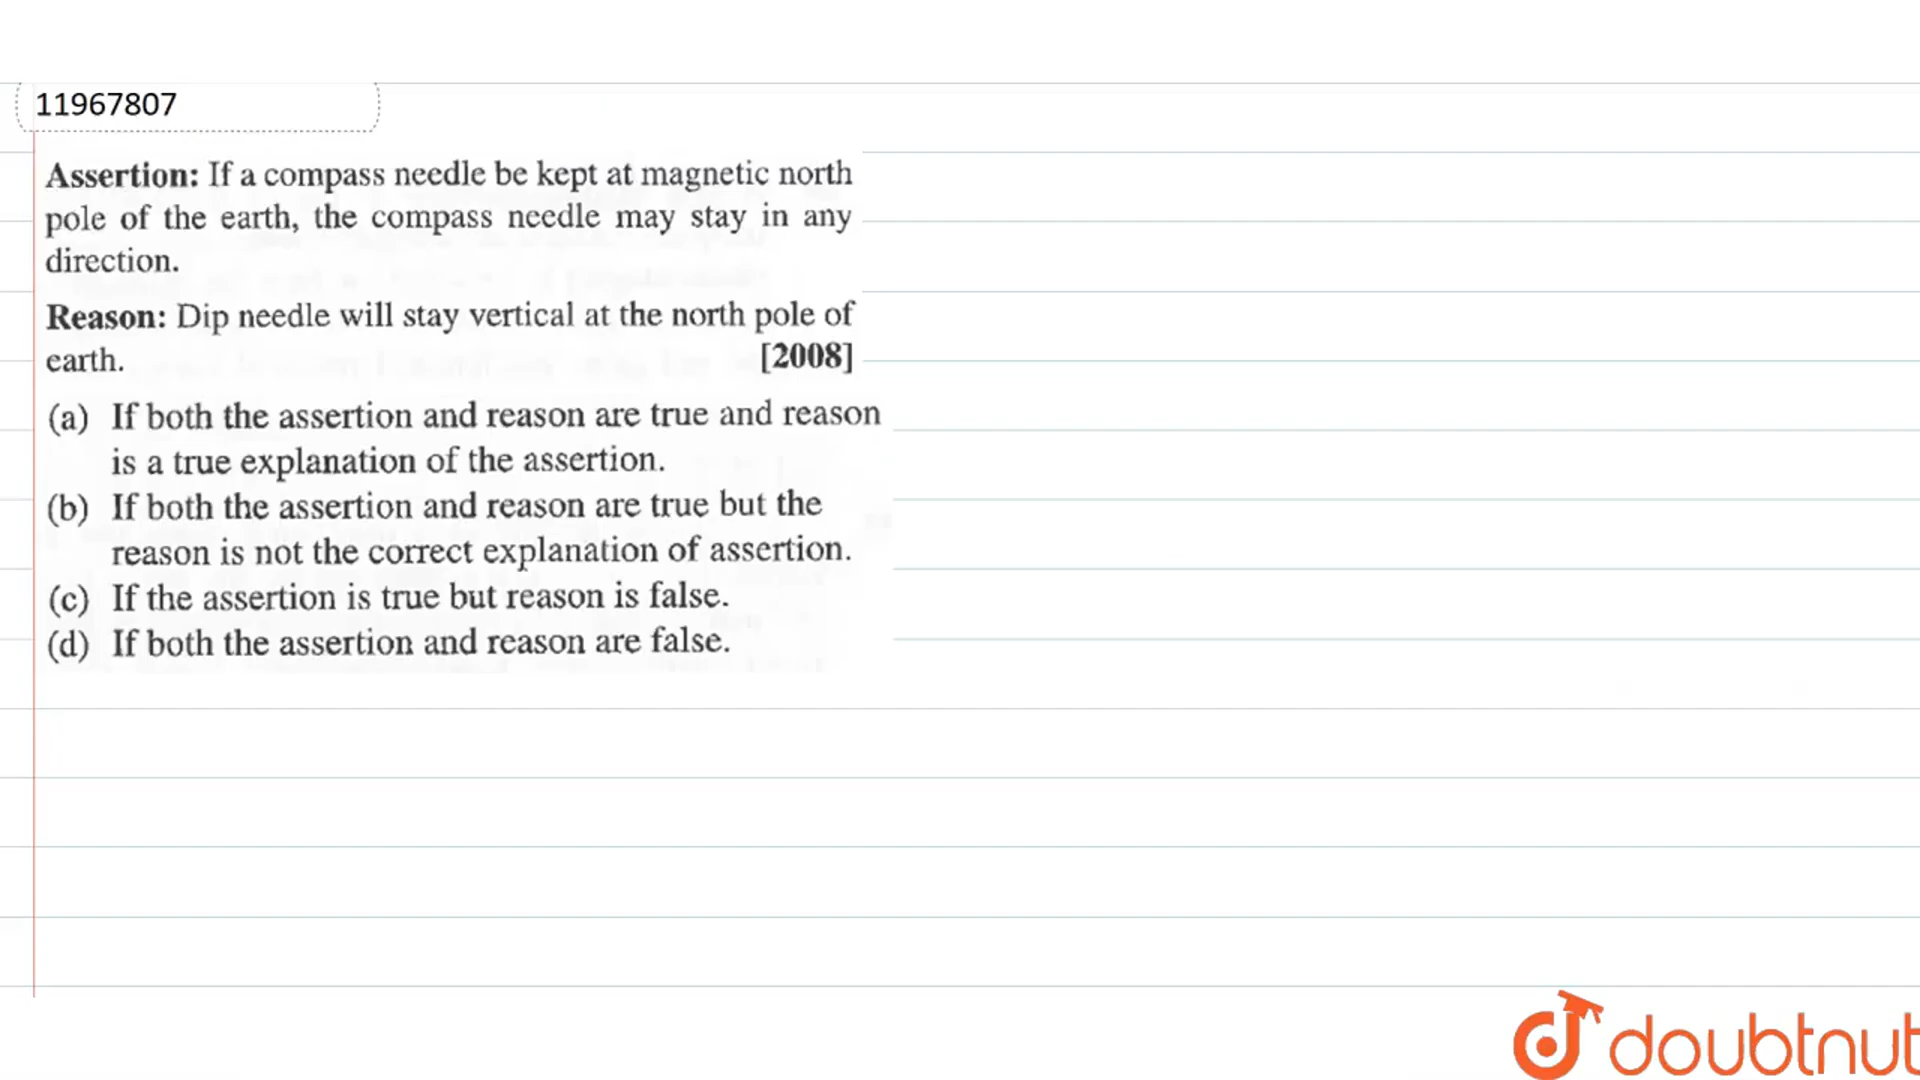 11967807
Assertion: If a compass needle be kept at magnetic north
pole of the earth, the compass needle may stay in any
direction.
Reason: Dip needle will stay vertical at the north pole of
earth. [2008]
(a) If both the assertion and reason are true and reason
is a true explanation of the assertion.
(b) If both the assertion and reason are true but the
reason is not the correct explanation of assertion.
(c) If the assertion is true but reason is false.
(d) If both the assertion and reason are false.
doubtnut